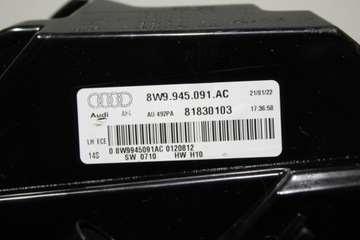 8W9.945.091.AC 21/01/22
Audi AH4 AU 492PA 81830103 17:36:58
LH ECE
0 8W9945091AC 0120812
14S SW 0710 HW H10